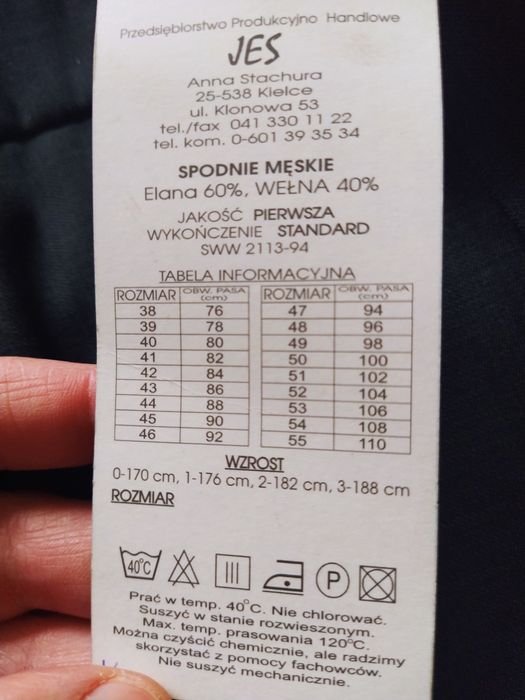 Przedsiębiorstwo Produkcyjno Handlowe
JES
Anna Stachura
25-538 Kielce
ul. Klonowa 53
tel./fax 041 330 11 22
tel. kom. 0-601 39 35 34
SPODNIE MĘSKIE
Elana 60%, WEŁNA 40%
JAKOŚĆ PIERWSZA
WYKOŃCZENIE STANDARD
SWW 2113-94
TABELA INFORMACYJNA
ROZMIAR OBW. PASA (cm) ROZMIAR OBW. PASA (cm)
38 76 47 94
39 78 48 96
40 80 49 98
41 82 50 100
42 84 51 102
43 86 52 104
44 88 53 106
45 90 54 108
46 92 55 110
WZROST
0-170 cm, 1-176 cm, 2-182 cm, 3-188 cm
ROZMIAR
40°C P
Prać w temp. 40°C. Nie chlorować.
Suszyć w stanie rozwieszonym.
Max. temp. prasowania 120°C.
Można czyścić chemicznie, ale radzimy
skorzystać z pomocy fachowców.
Nie suszyć mechanicznie.